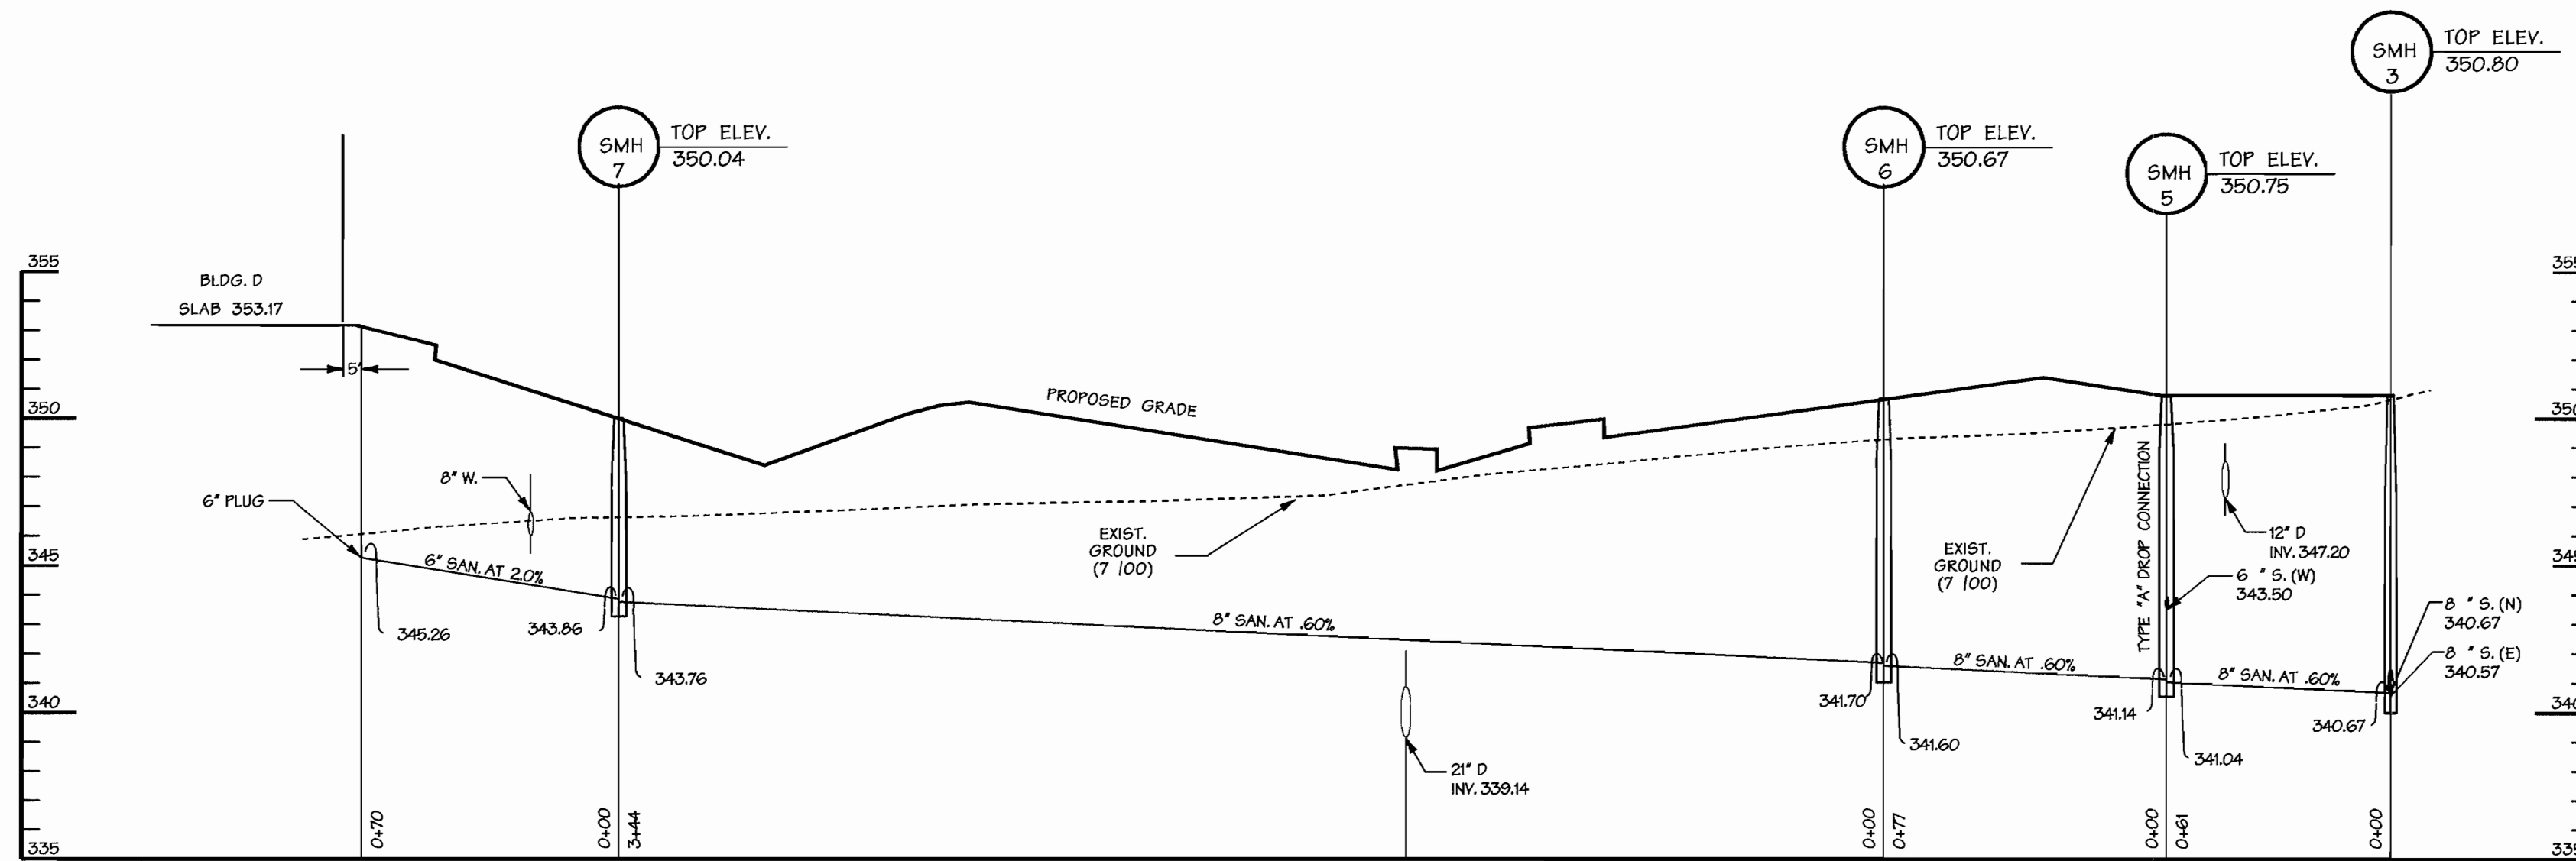 SMH
3
TOP ELEV.
350.80
SMH
7
TOP ELEV.
350.04
SMH
6
TOP ELEV.
350.67
SMH
5
TOP ELEV.
350.75
355
BLDG. D
SLAB 353.17
5'
350
PROPOSED GRADE
8" W.
6" PLUG
345
6" SAN. AT 2.0%
345.26
343.86
343.76
EXIST.
GROUND
(7 100)
8" SAN. AT .60%
21" D
INV. 339.14
341.70
341.60
EXIST.
GROUND
(7 100)
8" SAN. AT .60%
TYPE "A" DROP CONNECTION
12" D
INV. 347.20
6 " S. (W)
343.50
8" SAN. AT .60%
341.14
341.04
340.67
8 " S. (N)
340.67
8 " S. (E)
340.57
340
335
0+70
0+00
3+44
0+00
0+77
0+00
0+61
0+00